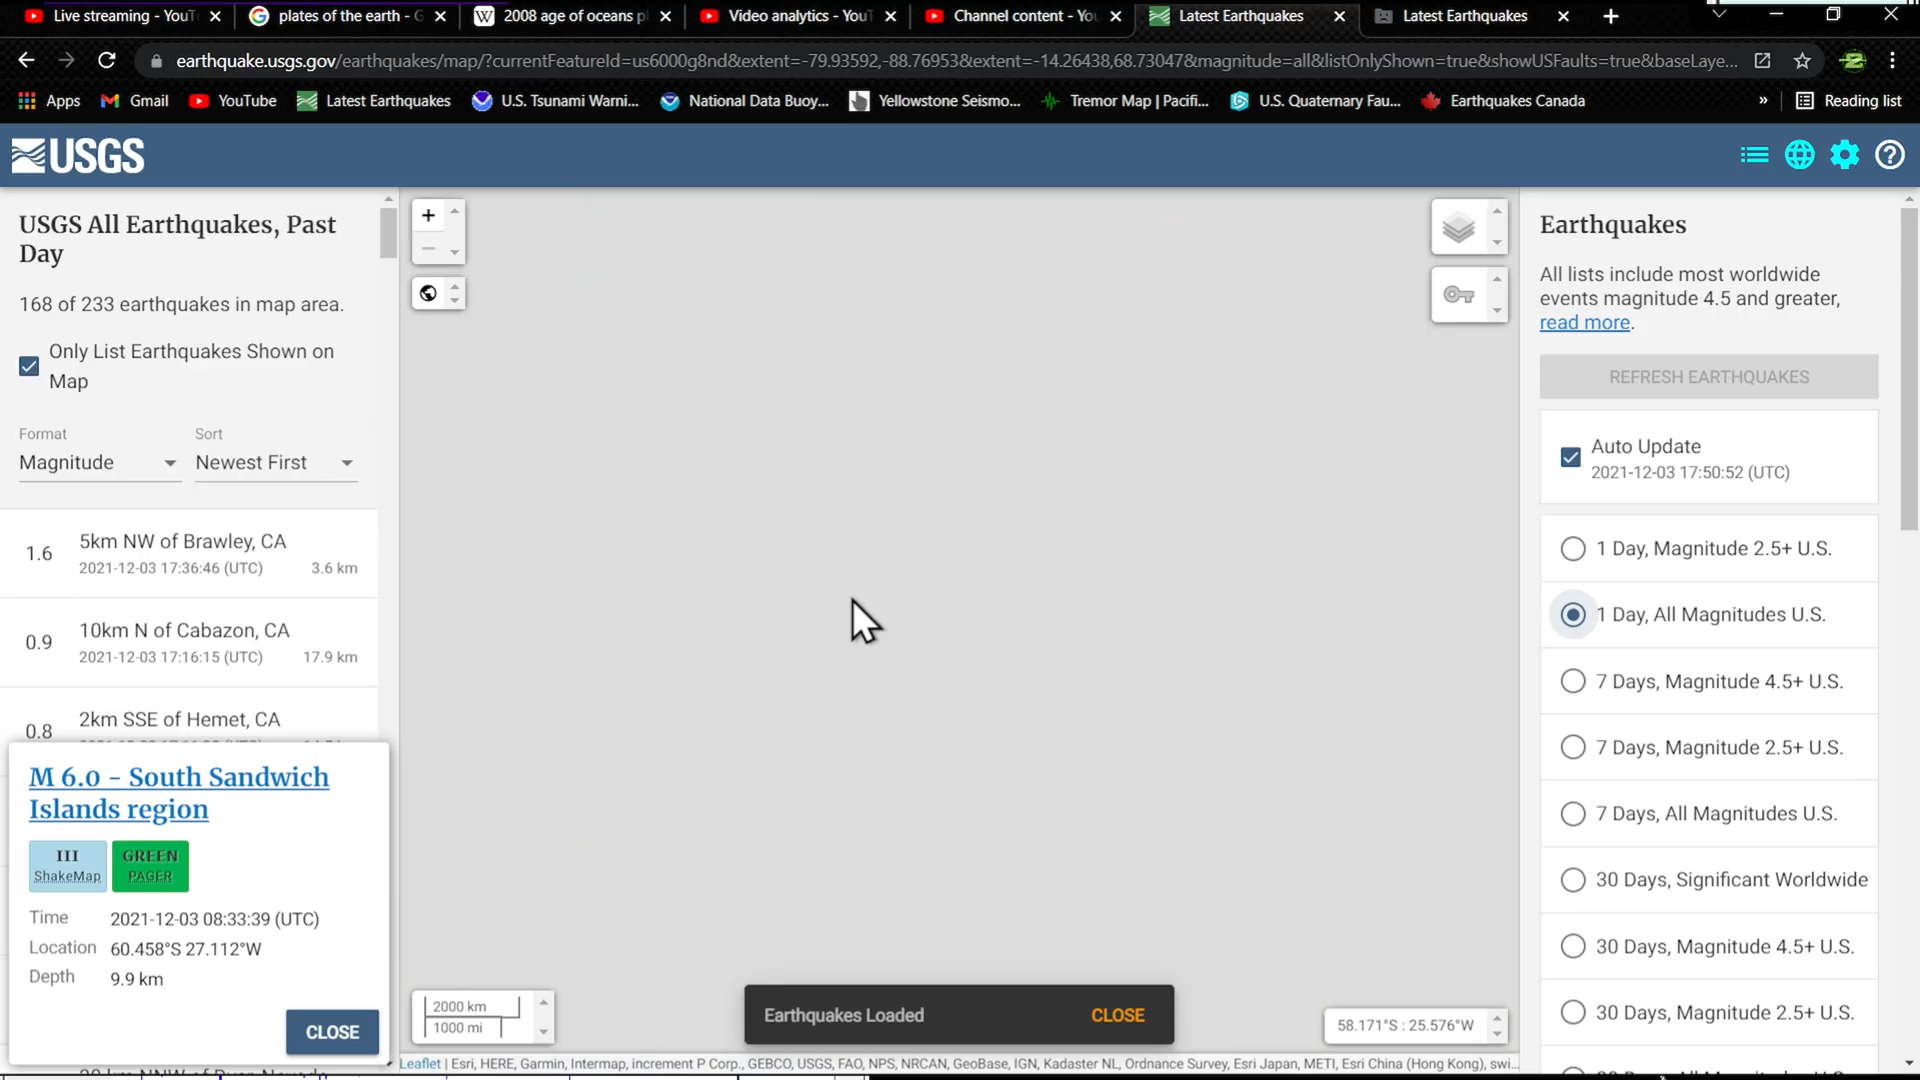 Live streaming - YouT
plates of the earth - G
2008 age of oceans pl
Video analytics - YouT
Channel content - You
Latest Earthquakes
Latest Earthquakes
earthquake.usgs.gov/earthquakes/map/?currentFeatureId=us6000g8nd&extent=-79.93592,-88.76953&extent=-14.26438,68.73047&magnitude=all&listOnlyShown=true&showUSFaults=true&baseLaye...
Apps
Gmail
YouTube
Latest Earthquakes
U.S. Tsunami Warni...
National Data Buoy...
Yellowstone Seismo...
Tremor Map | Pacifi...
U.S. Quaternary Fau...
Earthquakes Canada
»
Reading list
USGS
USGS All Earthquakes, Past
Day
168 of 233 earthquakes in map area.
Only List Earthquakes Shown on
Map
Format
Sort
Magnitude
Newest First
1.6
5km NW of Brawley, CA
2021-12-03 17:36:46 (UTC)
3.6 km
0.9
10km N of Cabazon, CA
2021-12-03 17:16:15 (UTC)
17.9 km
0.8
2km SSE of Hemet, CA
M 6.0 - South Sandwich
Islands region
III
ShakeMap
GREEN
PAGER
Time
2021-12-03 08:33:39 (UTC)
Location
60.458°S 27.112°W
Depth
9.9 km
CLOSE
+
−
2000 km
1000 mi
Earthquakes Loaded
CLOSE
58.171°S : 25.576°W
Leaflet | Esri, HERE, Garmin, Intermap, increment P Corp., GEBCO, USGS, FAO, NPS, NRCAN, GeoBase, IGN, Kadaster NL, Ordnance Survey, Esri Japan, METI, Esri China (Hong Kong), swi...
Earthquakes
All lists include most worldwide
events magnitude 4.5 and greater,
read more.
REFRESH EARTHQUAKES
Auto Update
2021-12-03 17:50:52 (UTC)
1 Day, Magnitude 2.5+ U.S.
1 Day, All Magnitudes U.S.
7 Days, Magnitude 4.5+ U.S.
7 Days, Magnitude 2.5+ U.S.
7 Days, All Magnitudes U.S.
30 Days, Significant Worldwide
30 Days, Magnitude 4.5+ U.S.
30 Days, Magnitude 2.5+ U.S.